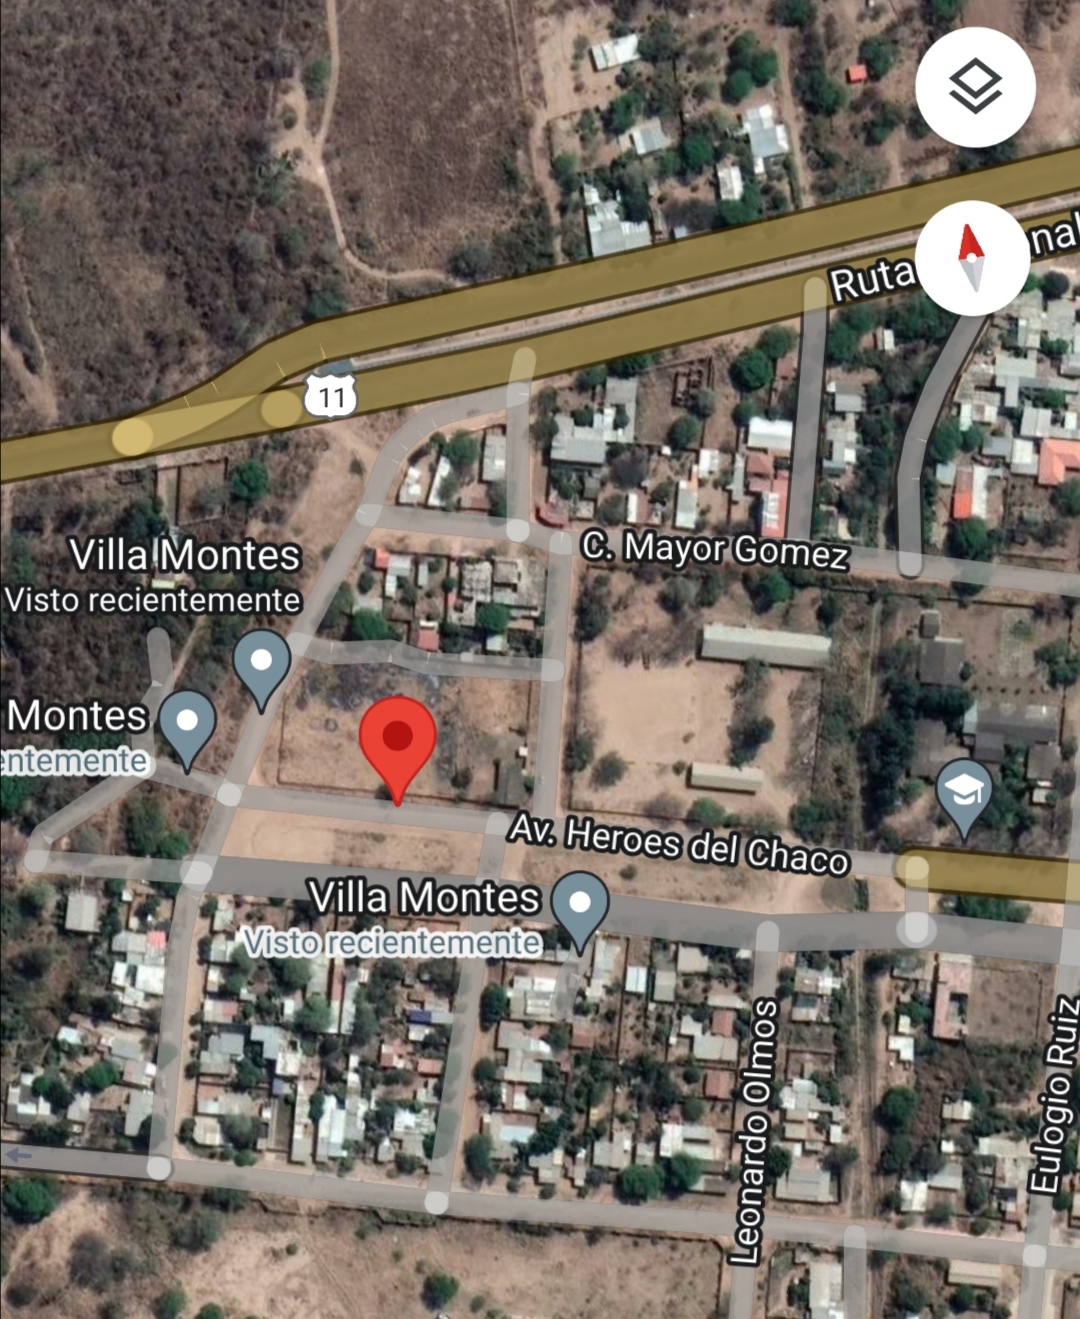 Ruta
nal
11
C. Mayor Gomez
Villa Montes
Visto recientemente
Montes
entemente
Av. Heroes del Chaco
Villa Montes
Visto recientemente
Leonardo Olmos
Eulogio Ruiz